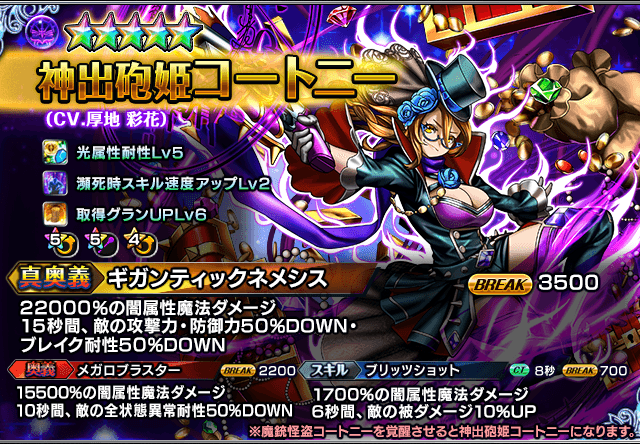 神出砲姫コートニー
(CV.厚地 彩花)
光属性耐性Lv5
瀕死時スキル速度アップLv2
取得グランUPLv6
5 5 4
真奥義 ギガンティックネメシス BREAK 3500
22000%の闇属性魔法ダメージ
15秒間、敵の攻撃力・防御力50%DOWN・
ブレイク耐性50%DOWN
奥義 メガロブラスター BREAK 2200
15500%の闇属性魔法ダメージ
10秒間、敵の全状態異常耐性50%DOWN
スキル ブリッツショット CT 8秒 BREAK 700
1700%の闇属性魔法ダメージ
6秒間、敵の被ダメージ10%UP
※魔銃怪盗コートニーを覚醒させると神出砲姫コートニーになります。